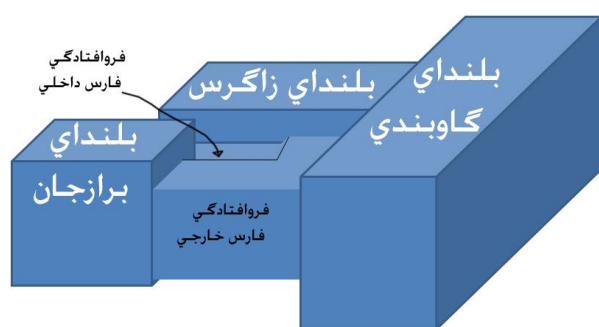 فروافتادگي
فارس داخلي
بلنداي زاگرس
بلنداي
گاوبندي
بلنداي
برازجان
فروافتادگي
فارس خارجي